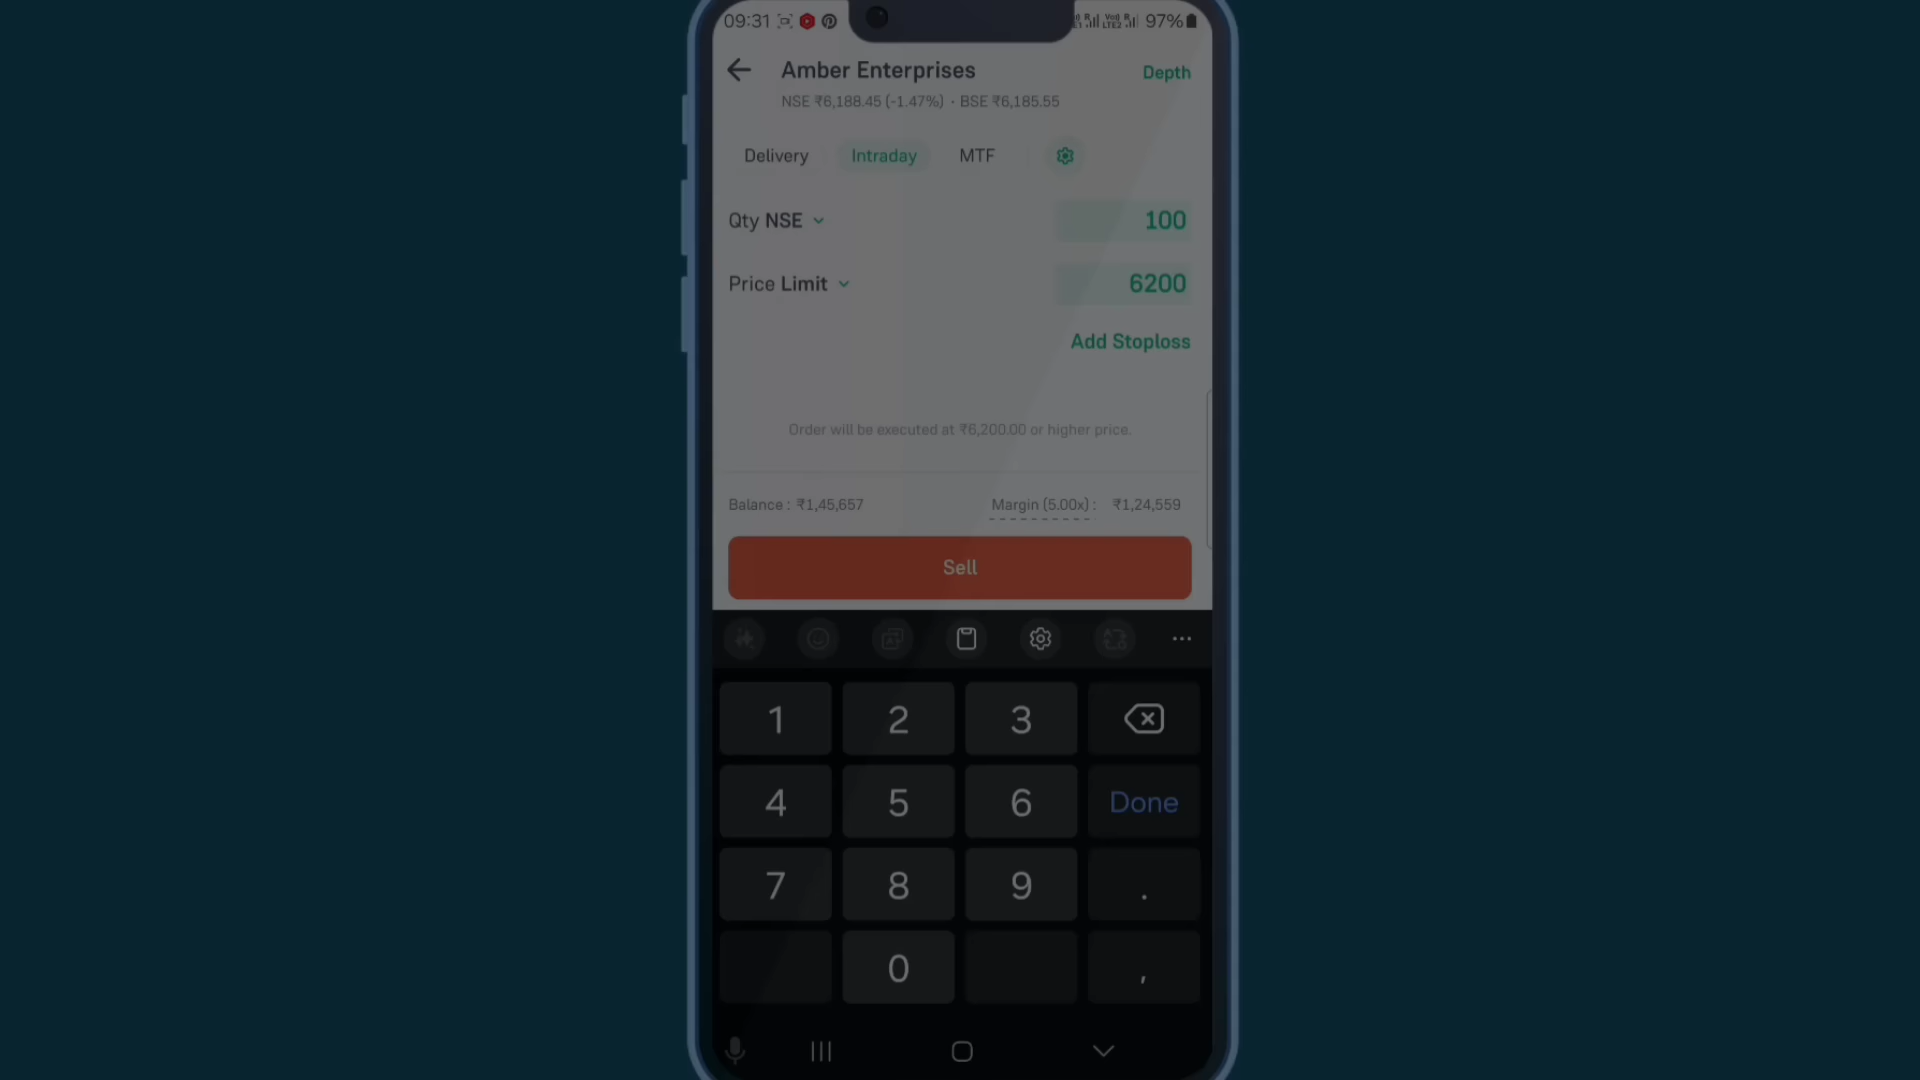 09:31 97%
Amber Enterprises Depth
NSE ₹6,188.45 (-1.47%) · BSE ₹6,185.55
Delivery Intraday MTF
Qty NSE 100
Price Limit 6200
Add Stoploss
Order will be executed at ₹6,200.00 or higher price.
Balance : ₹1,45,657 Margin (5.00x) : ₹1,24,559
Sell
1 2 3
4 5 6 Done
7 8 9 .
0 ,